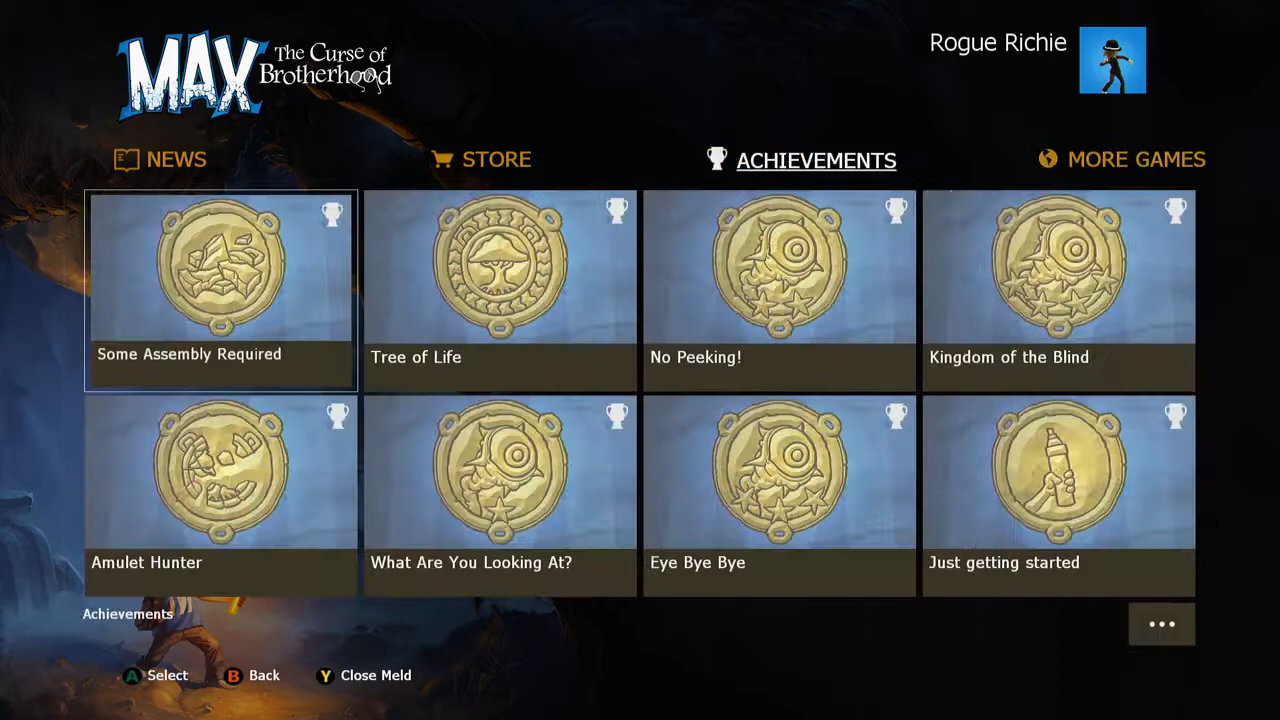 MAX The Curse of
Brotherhood
Rogue Richie
NEWS
STORE
ACHIEVEMENTS
MORE GAMES
Some Assembly Required
Tree of Life
No Peeking!
Kingdom of the Blind
Amulet Hunter
What Are You Looking At?
Eye Bye Bye
Just getting started
Achievements
...
A Select
B Back
Y Close Meld